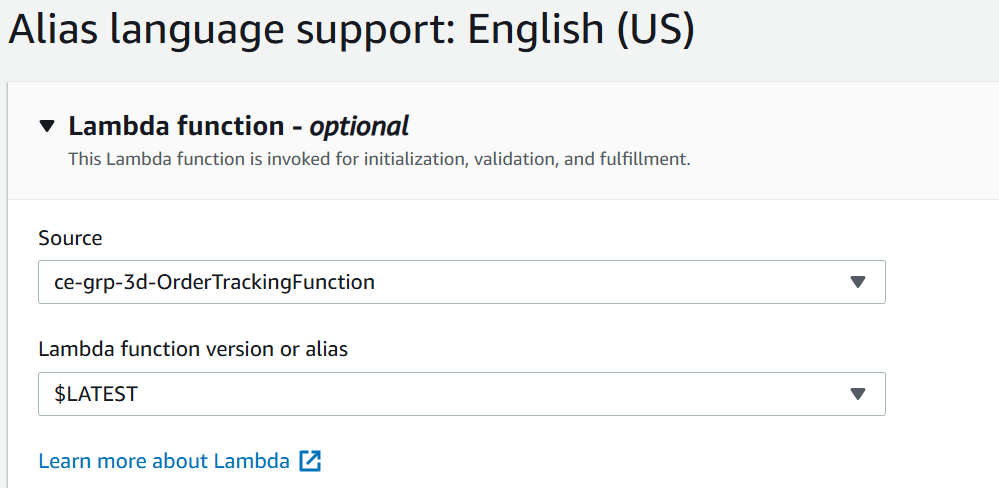 Alias language support: English (US)
Lambda function - optional
This Lambda function is invoked for initialization, validation, and fulfillment.
Source
ce-grp-3d-OrderTrackingFunction
Lambda function version or alias
$LATEST
Learn more about Lambda